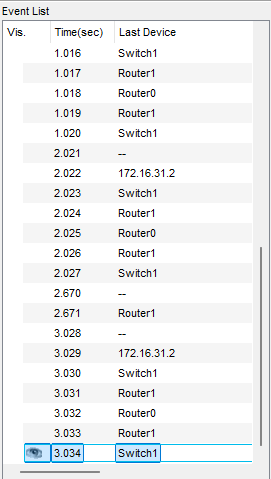 Event List
Vis. Time(sec) Last Device
1.016 Switch1
1.017 Router1
1.018 Router0
1.019 Router1
1.020 Switch1
2.021 --
2.022 172.16.31.2
2.023 Switch1
2.024 Router1
2.025 Router0
2.026 Router1
2.027 Switch1
2.670 --
2.671 Router1
3.028 --
3.029 172.16.31.2
3.030 Switch1
3.031 Router1
3.032 Router0
3.033 Router1
3.034 Switch1